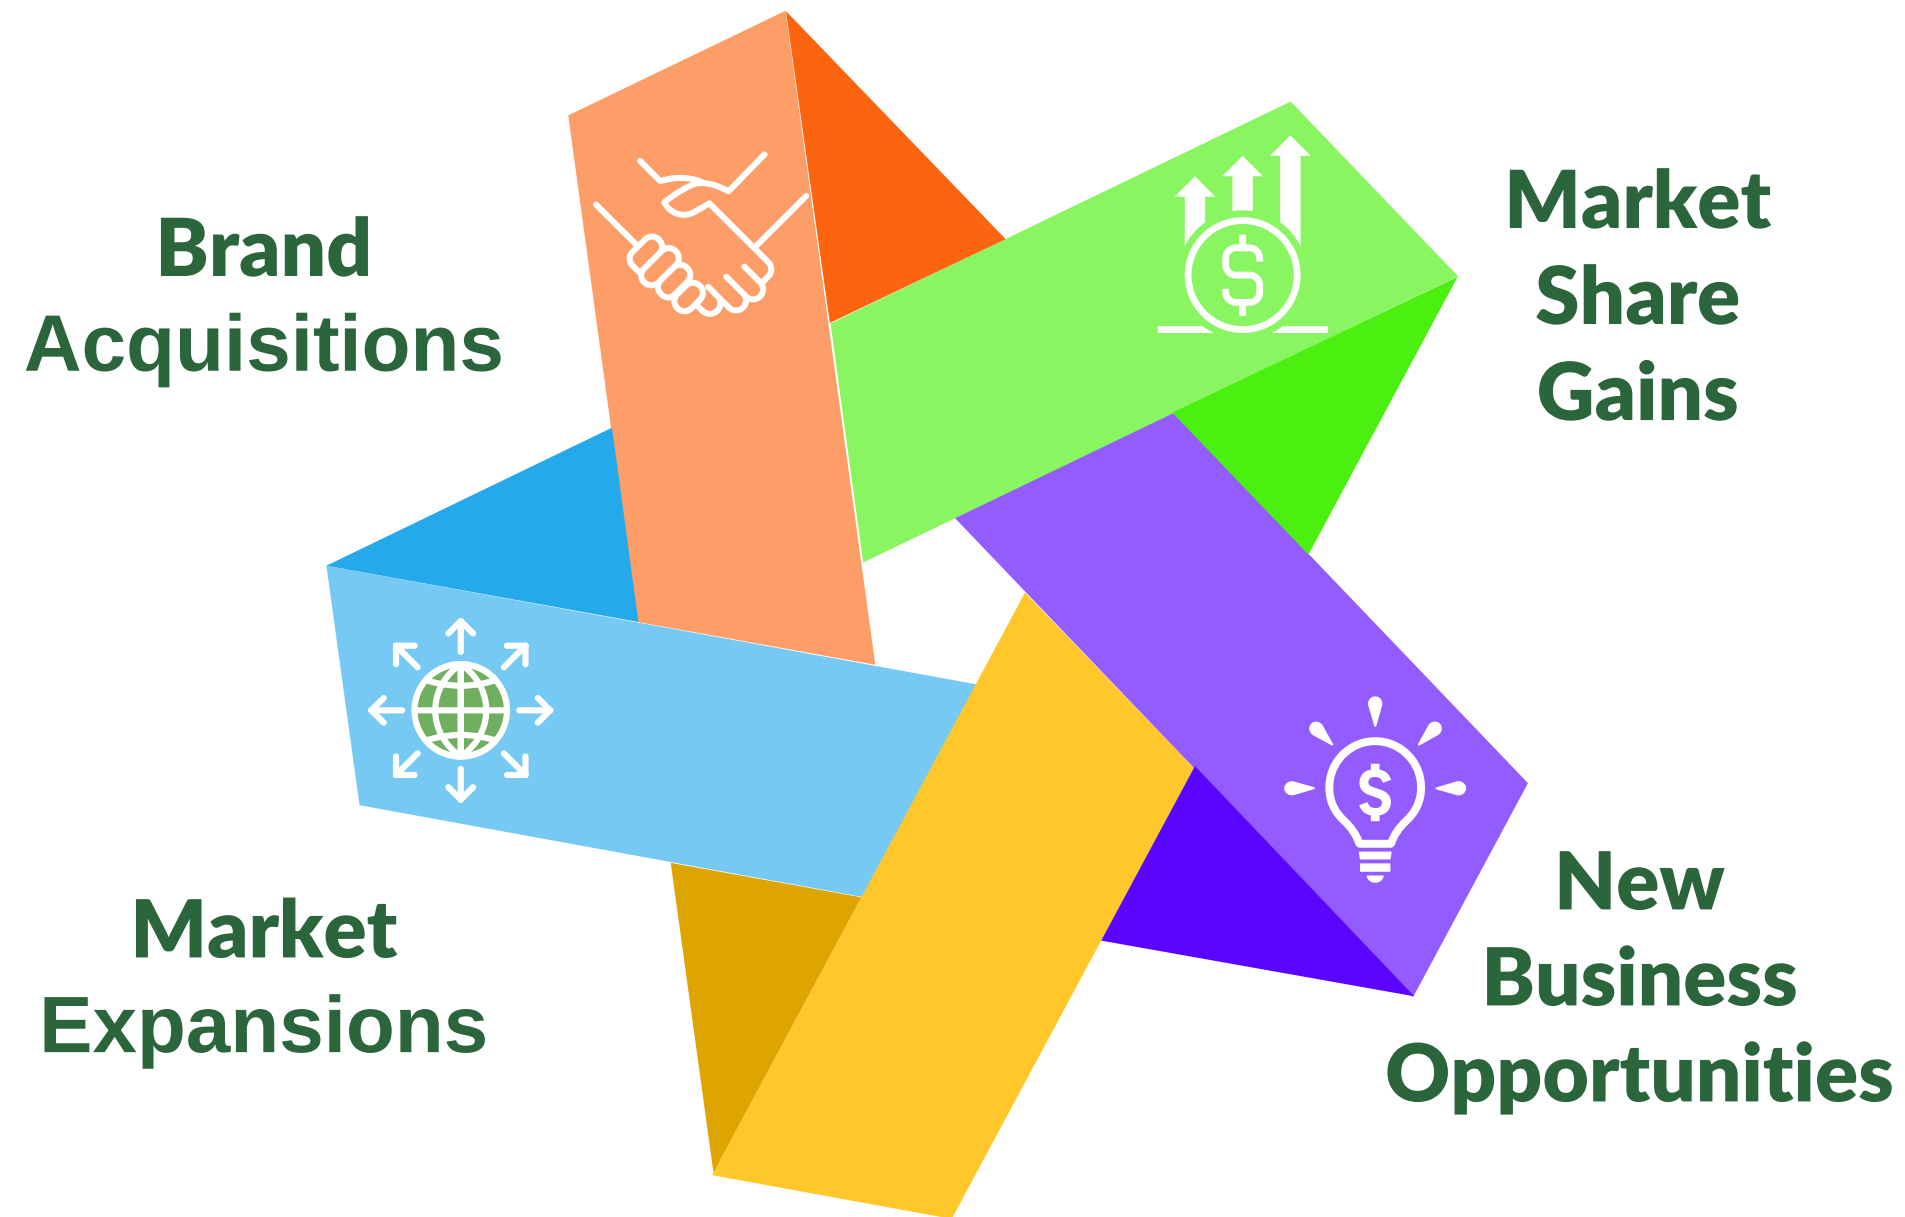 Brand
Acquisitions
Market
Share
Gains
Market
Expansions
New
Business
Opportunities
$
$